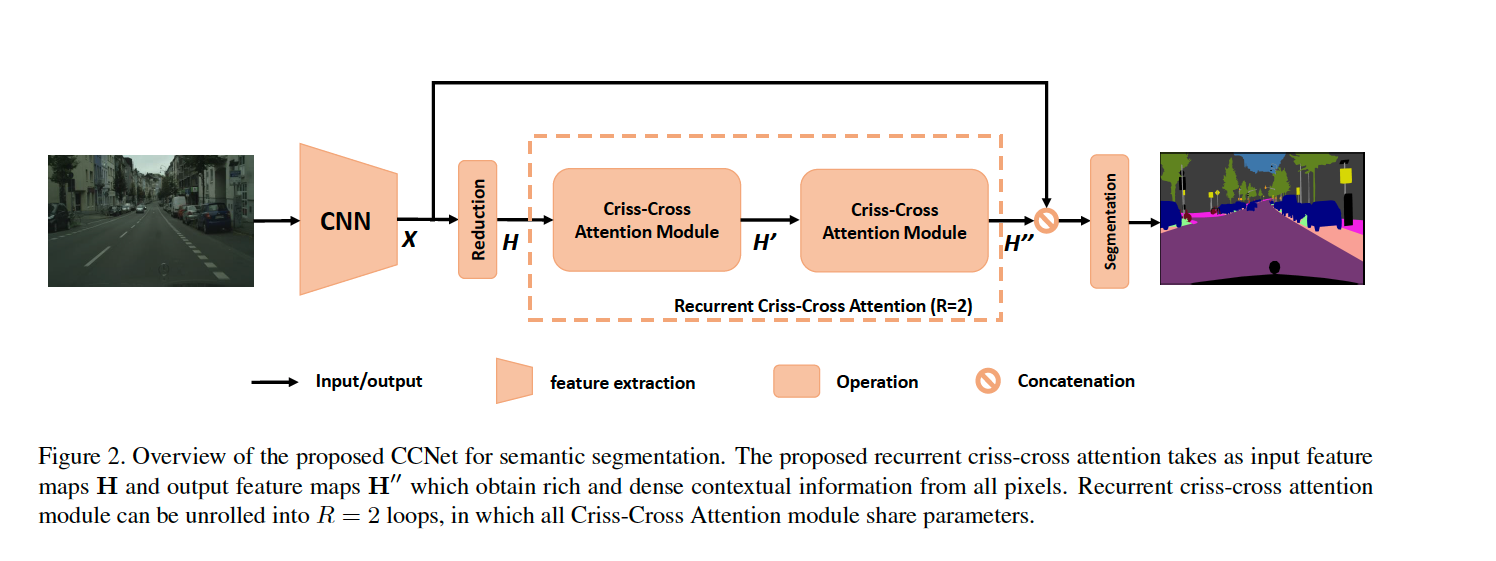 CNN
X
Reduction
H
Criss-Cross
Attention Module
H’
Criss-Cross
Attention Module
H’’
Segmentation
Recurrent Criss-Cross Attention (R=2)
Input/output
feature extraction
Operation
Concatenation
Figure 2. Overview of the proposed CCNet for semantic segmentation. The proposed recurrent criss-cross attention takes as input feature
maps H and output feature maps H′′ which obtain rich and dense contextual information from all pixels. Recurrent criss-cross attention
module can be unrolled into R = 2 loops, in which all Criss-Cross Attention module share parameters.